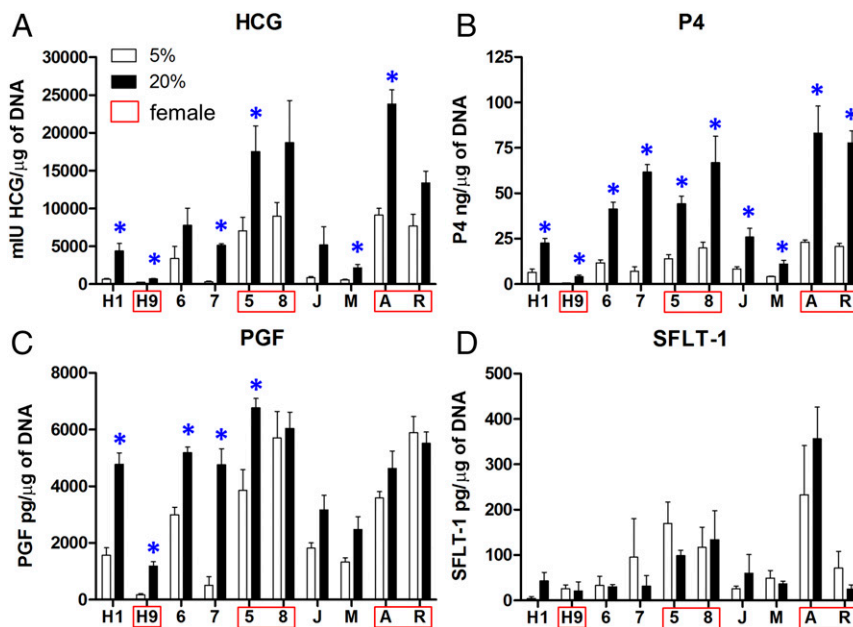 A
HCG
mIU HCG/µg of DNA
30000
25000
20000
15000
10000
5000
0
5%
20%
female
* * * * * *
H1 H9 6 7 5 8 J M A R
B
P4
P4 ng/µg of DNA
125
100
75
50
25
0
* * * * * * * * * *
H1 H9 6 7 5 8 J M A R
C
PGF
PGF pg/µg of DNA
8000
6000
4000
2000
0
* * * * *
H1 H9 6 7 5 8 J M A R
D
SFLT-1
SFLT-1 pg/µg of DNA
500
400
300
200
100
0
H1 H9 6 7 5 8 J M A R